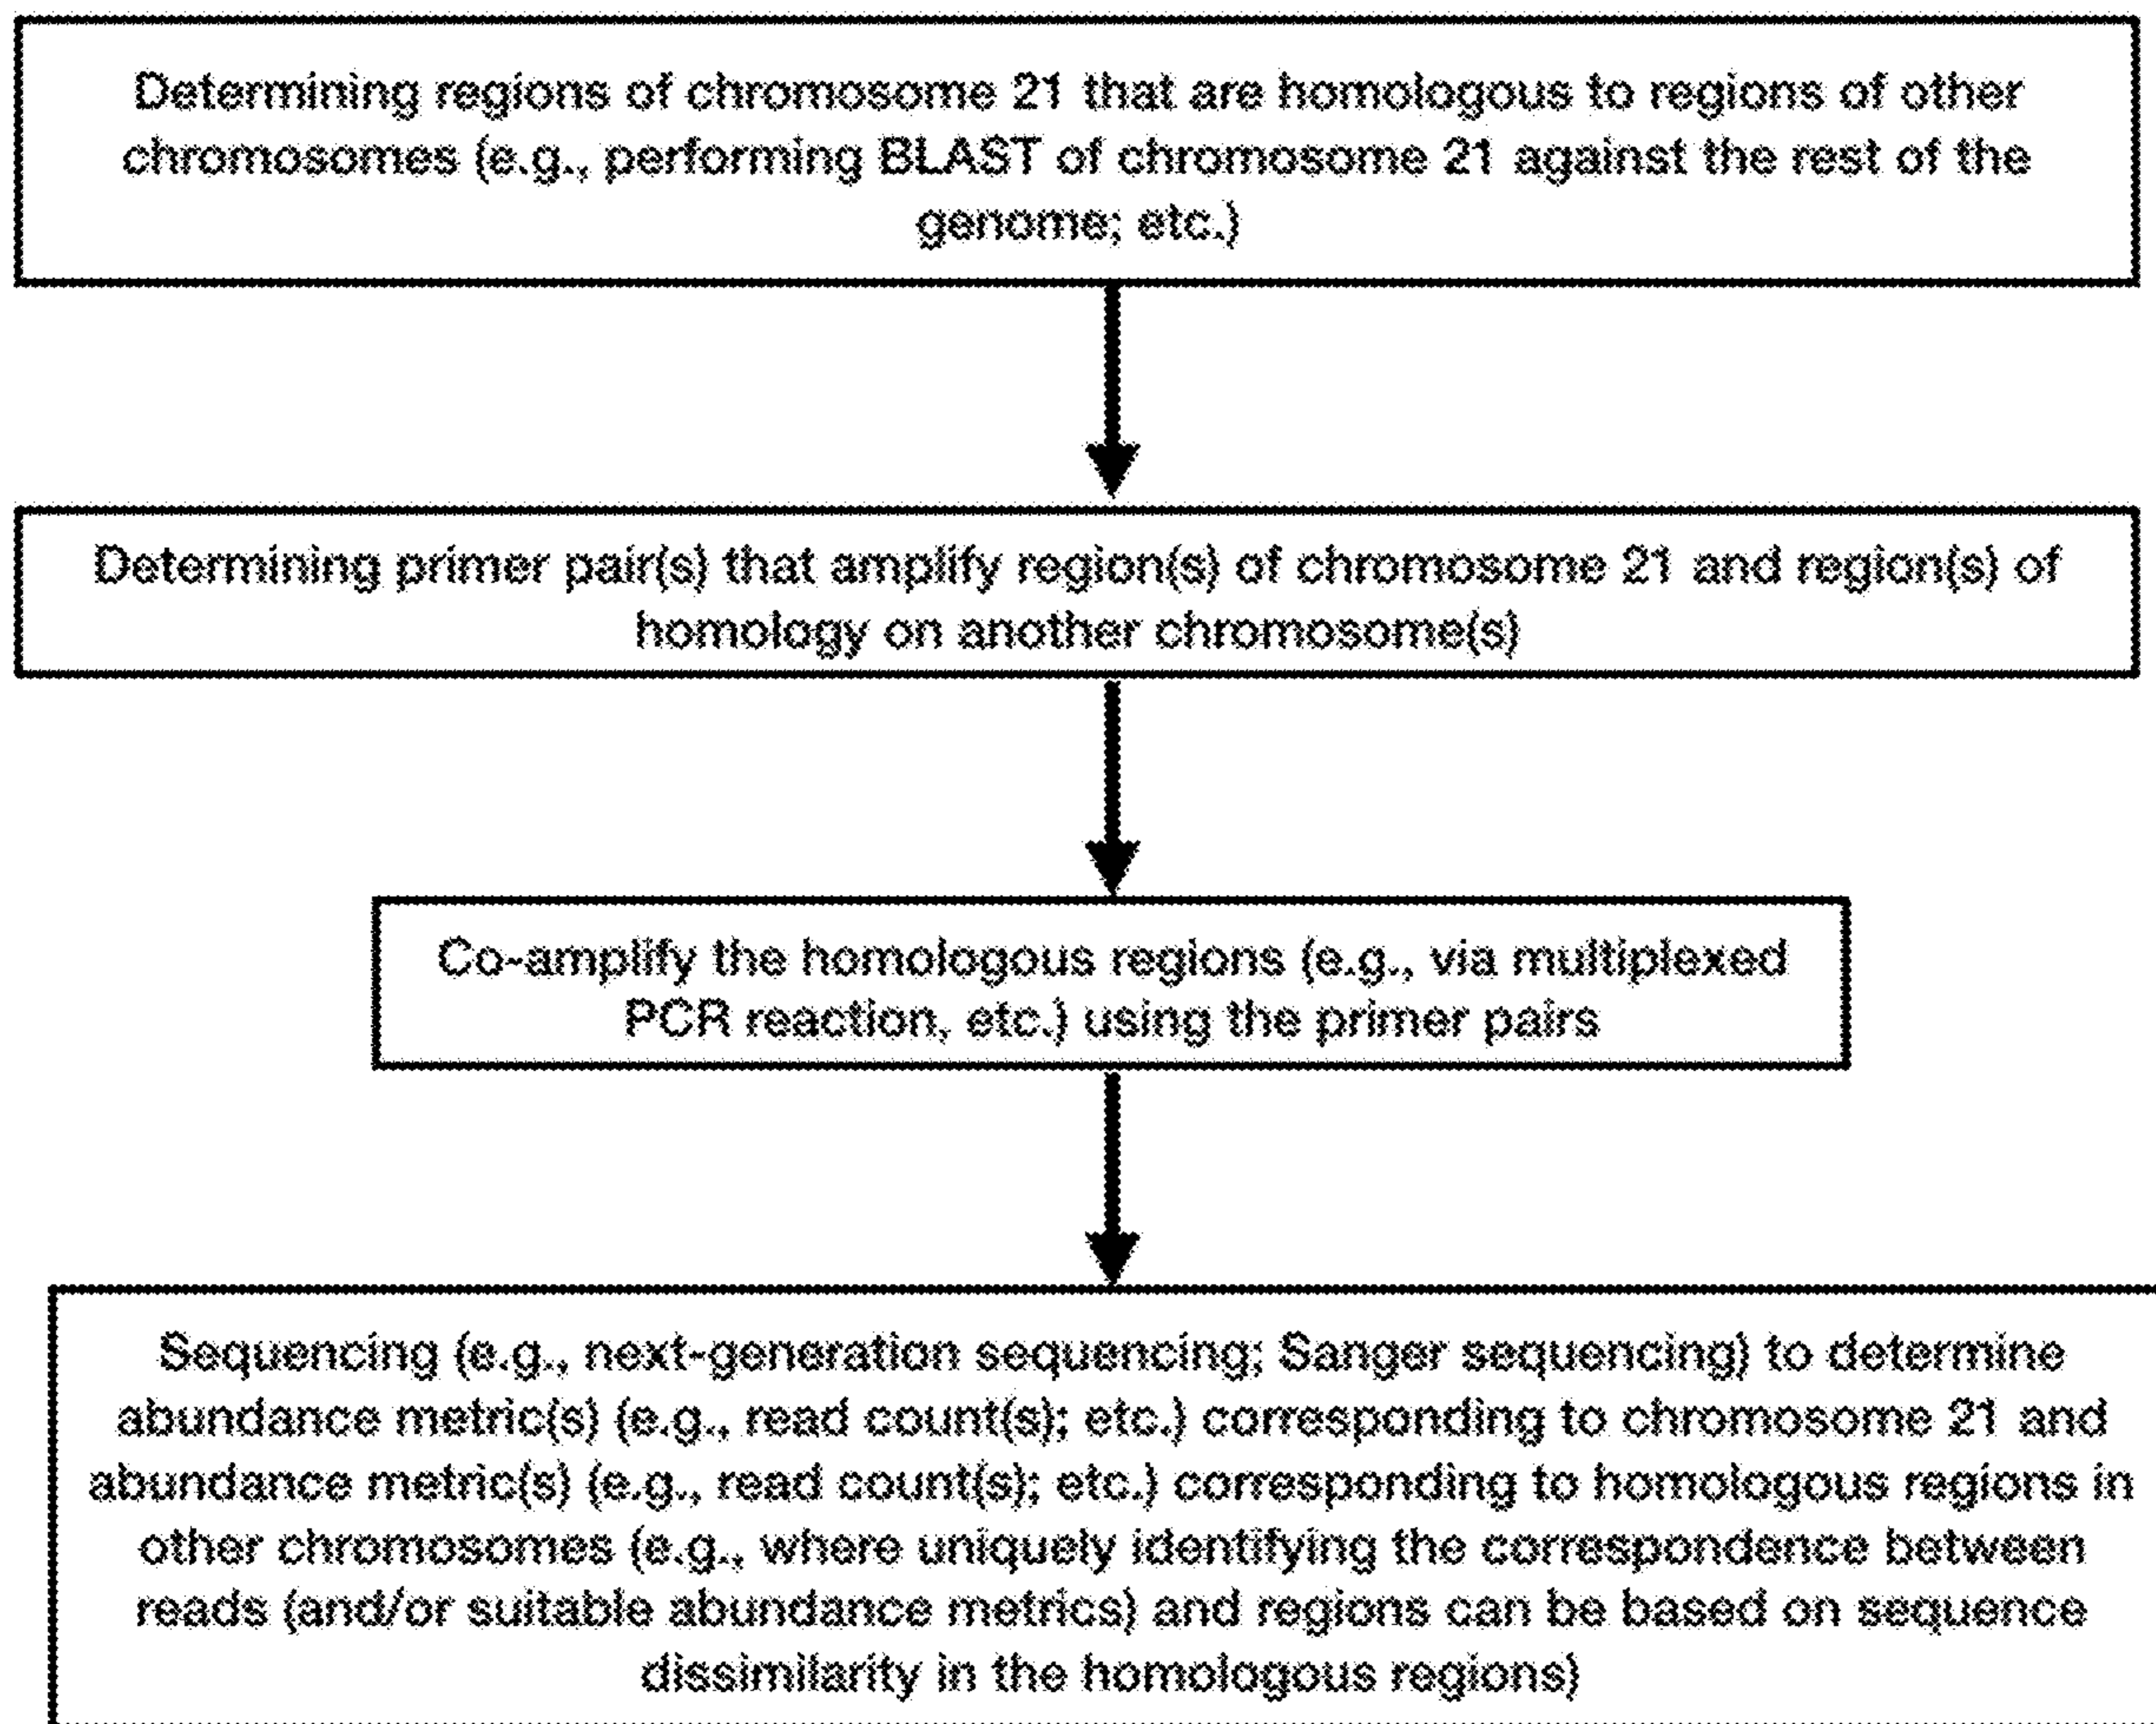 Determining regions of chromosome 21 that are homologous to regions of other
chromosomes (e.g., performing BLAST of chromosome 21 against the rest of the
genome; etc.)
Determining primer pair(s) that amplify region(s) of chromosome 21 and region(s) of
homology on another chromosome(s)
Co-amplify the homologous regions (e.g., via multiplexed
PCR reaction, etc.) using the primer pairs
Sequencing (e.g., next-generation sequencing; Sanger sequencing) to determine
abundance metric(s) (e.g., read count(s); etc.) corresponding to chromosome 21 and
abundance metric(s) (e.g., read count(s); etc.) corresponding to homologous regions in
other chromosomes (e.g., where uniquely identifying the correspondence between
reads (and/or suitable abundance metrics) and regions can be based on sequence
dissimilarity in the homologous regions)